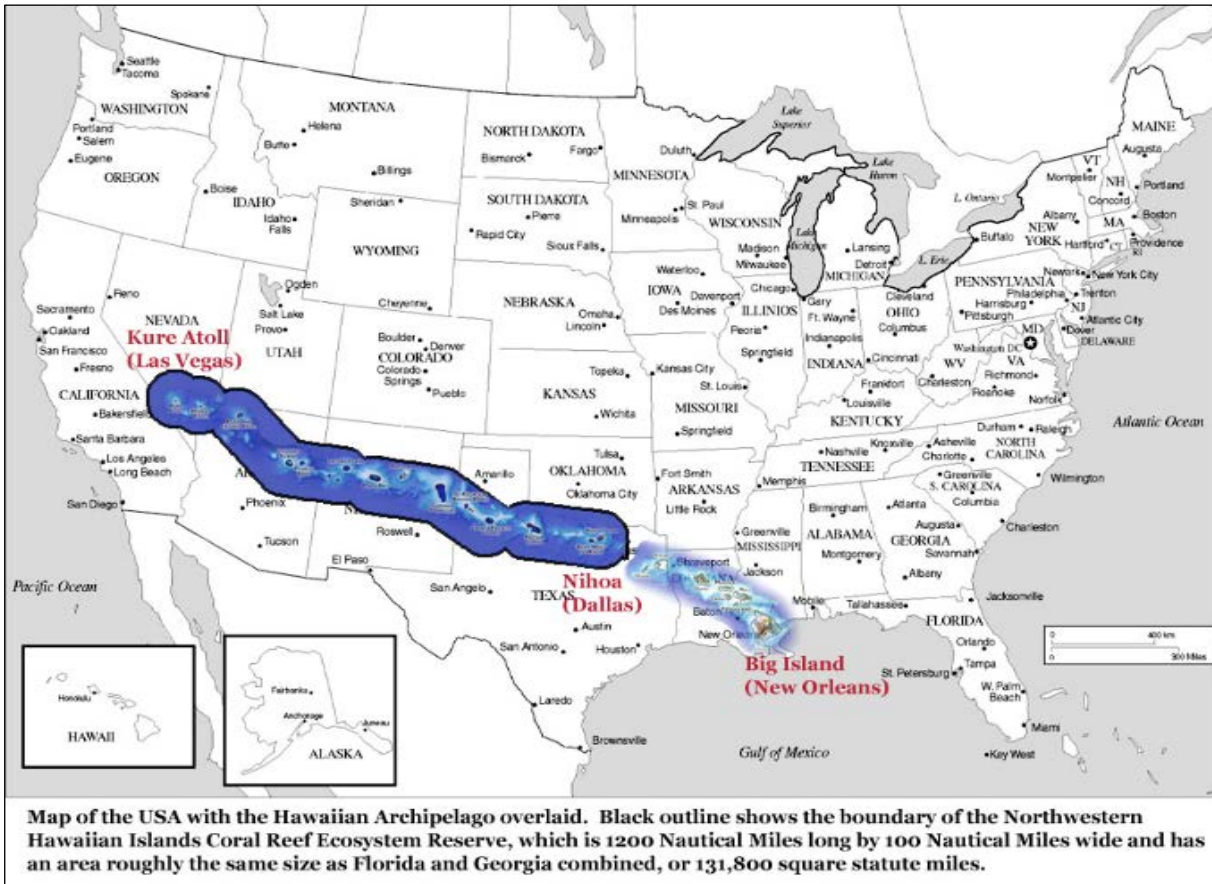 Seattle
Tacoma
Spokane
WASHINGTON
Portland
Salem
Eugene
OREGON
MONTANA
Helena
Butte
Billings
NORTH DAKOTA
Bismarck
Fargo
Duluth
Lake
Superior
MINNESOTA
Minneapolis
St. Paul
WISCONSIN
Madison
Milwaukee
Lake
Michigan
Lake
Huron
Lansing
Detroit
MICHIGAN
L. Ontario
L. Erie
MAINE
Augusta
VT
Montpelier
NH
Concord
Portland
MA
Boston
Albany
NEW
YORK
Buffalo
Hartford
CT
Providence
RI
Boise
IDAHO
Idaho
Falls
Sheridan
WYOMING
Cheyenne
SOUTH DAKOTA
Pierre
Rapid City
Sioux Falls
NEBRASKA
Omaha
Lincoln
Waterloo
IOWA
Davenport
Des Moines
Chicago
ILLINIOS
Peoria
Springfield
Gary
Ft. Wayne
Indianapolis
INDIANA
Cleveland
OHIO
Columbus
Cincinnati
PENNSYLVANIA
Philadelphia
Harrisburg
Pittsburgh
Newark
New York City
Trenton
NJ
Atlantic City
Dover
DELAWARE
MD
Washington DC
VA
WV
Charleston
Richmond
Roanoke
Norfolk
Reno
NEVADA
Sacramento
Oakland
San Francisco
Fresno
CALIFORNIA
Bakersfield
Santa Barbara
Los Angeles
Long Beach
San Diego
Ogden
Salt Lake
Provo
UTAH
Kure Atoll
(Las Vegas)
Boulder
Denver
COLORADO
Colorado
Springs
Pueblo
Topeka
KANSAS
Wichita
Kansas City
St. Louis
MISSOURI
Springfield
Frankfort
Louisville
KENTUCKY
Knoxville
Nashville
TENNESSEE
Memphis
Durham
Raleigh
NORTH
CAROLINA
Asheville
Charlotte
Wilmington
Greenville
S. CAROLINA
Columbia
Charleston
Atlantic Ocean
Phoenix
Tucson
Roswell
El Paso
Amarillo
Tulsa
OKLAHOMA
Oklahoma City
Fort Smith
ARKANSAS
Little Rock
Greenville
MISSISSIPPI
Jackson
Birmingham
ALABAMA
Montgomery
Mobile
Atlanta
Augusta
GEORGIA
Savannah
Albany
Tallahassee
Jacksonville
FLORIDA
Orlando
Tampa
St. Petersburg
W. Palm
Beach
Miami
Key West
Pacific Ocean
San Angelo
TEXAS
Nihoa
(Dallas)
Austin
San Antonio
Houston
Laredo
Brownsville
Shreveport
Baton
New Orleans
Big Island
(New Orleans)
Gulf of Mexico
0 400 km
0 300 Miles
Honolulu
HAWAII
Fairbanks
Anchorage
Juneau
ALASKA
Map of the USA with the Hawaiian Archipelago overlaid. Black outline shows the boundary of the Northwestern
Hawaiian Islands Coral Reef Ecosystem Reserve, which is 1200 Nautical Miles long by 100 Nautical Miles wide and has
an area roughly the same size as Florida and Georgia combined, or 131,800 square statute miles.